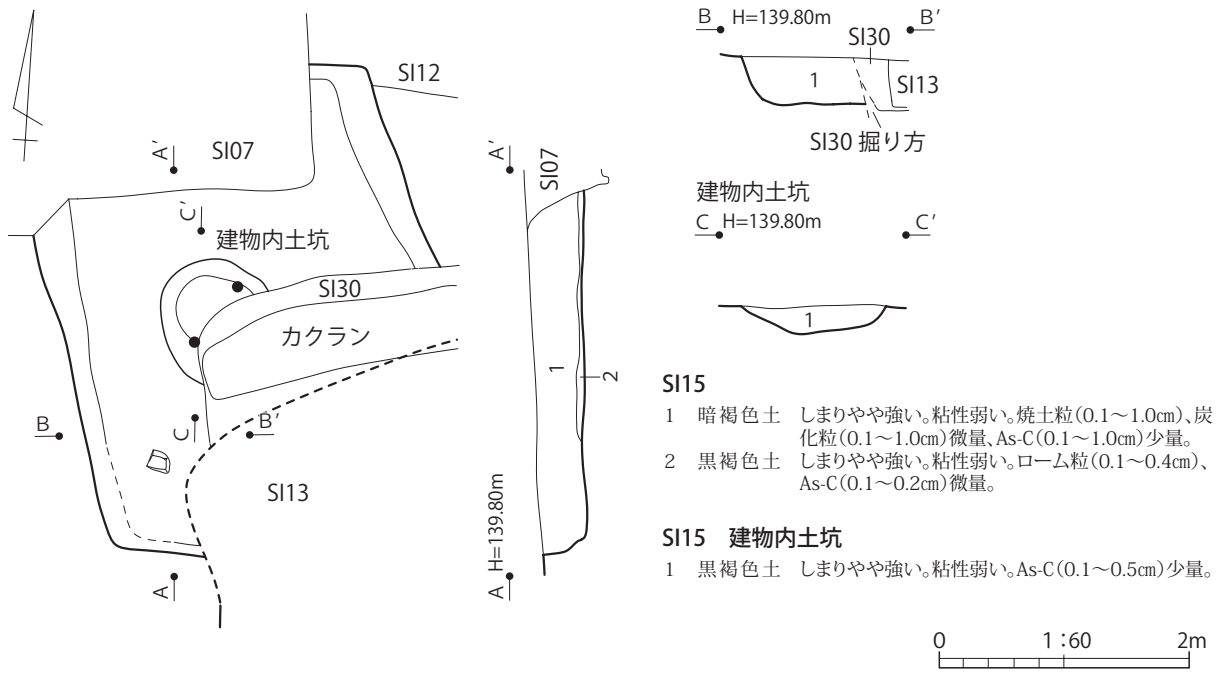 SI12
SI07
A'
C'
建物内土坑
SI30
カクラン
B
C
B'
SI13
A
A'
SI07
1
2
A H=139.80m
B H=139.80m B'
SI30
1
SI13
SI30 掘り方
建物内土坑
C H=139.80m C'
1
SI15
1 暗褐色土 しまりやや強い。粘性弱い。焼土粒(0.1～1.0㎝)、炭
化粒(0.1～1.0㎝)微量、As-C(0.1～1.0㎝)少量。
2 黒褐色土 しまりやや強い。粘性弱い。ローム粒(0.1～0.4㎝)、
As-C(0.1～0.2㎝)微量。
SI15 建物内土坑
1 黒褐色土 しまりやや強い。粘性弱い。As-C(0.1～0.5㎝)少量。
0 1:60 2m